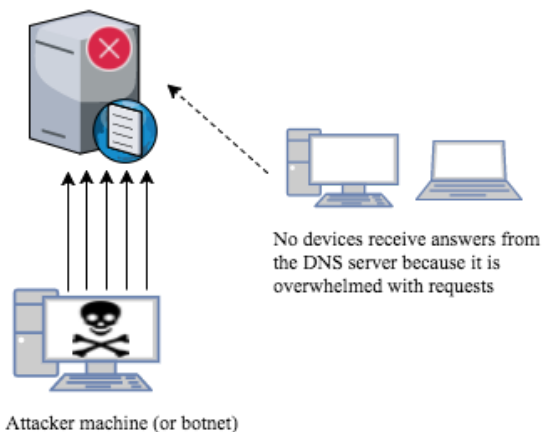 No devices receive answers from
the DNS server because it is
overwhelmed with requests
Attacker machine (or botnet)